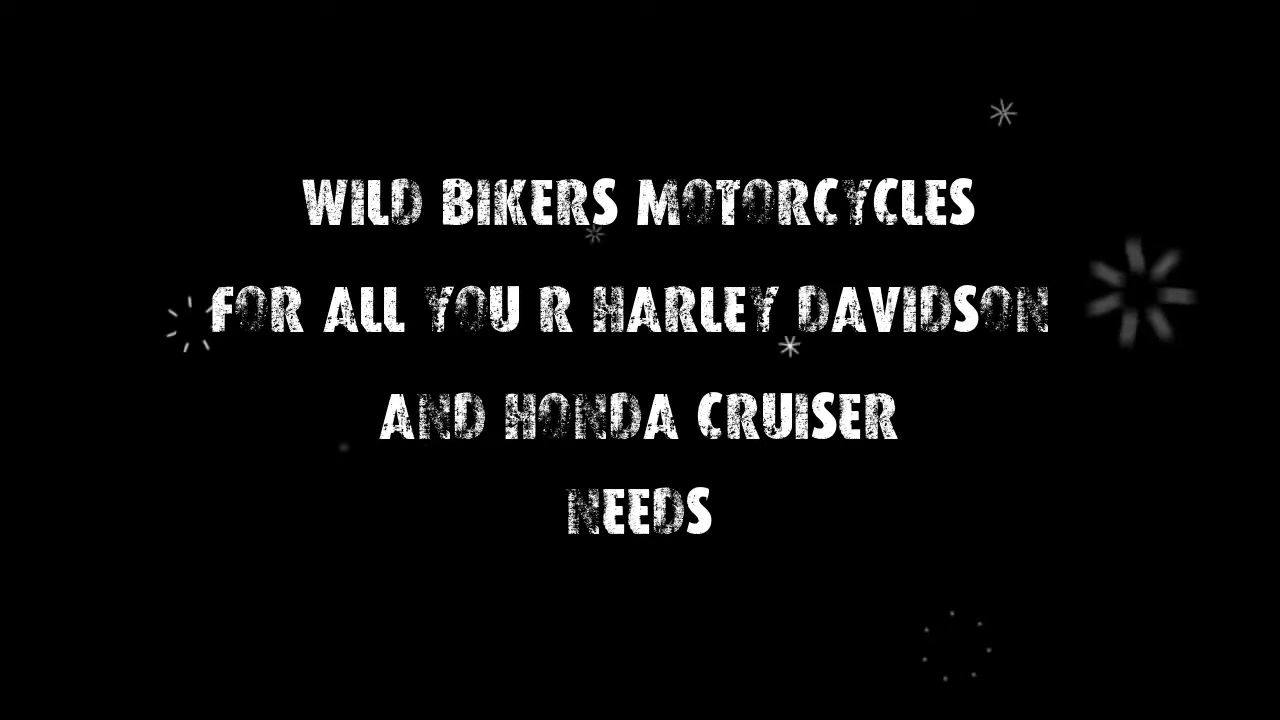 WILD BIKERS MOTORCYCLES
FOR ALL YOU R HARLEY DAVIDSON
AND HONDA CRUISER
NEEDS